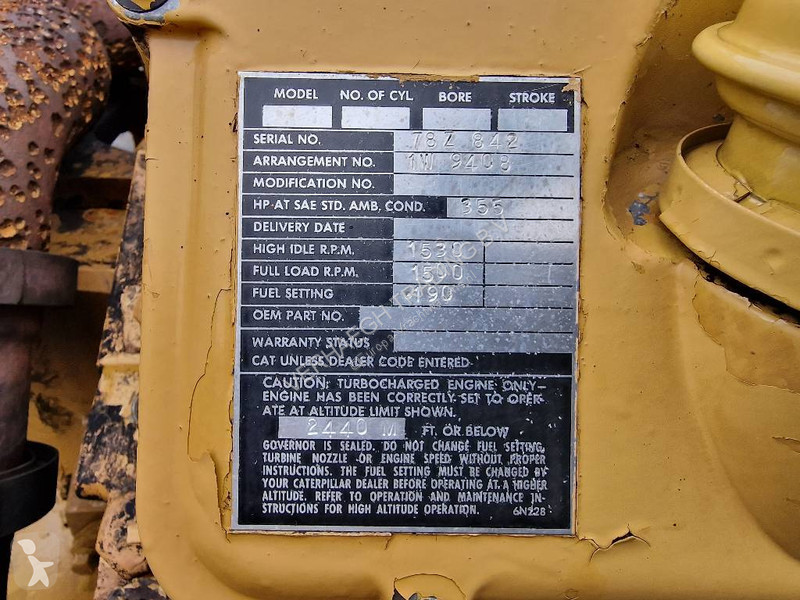 MODEL NO. OF CYL. BORE STROKE
SERIAL NO. 78Z 842
ARRANGEMENT NO. 1W 9408
MODIFICATION NO.
HP AT SAE STD. AMB. COND. 355
DELIVERY DATE
HIGH IDLE R.P.M. 1530
FULL LOAD R.P.M. 1500
FUEL SETTING 190
OEM PART NO.
WARRANTY STATUS
CAT UNLESS DEALER CODE ENTERED
CAUTION: TURBOCHARGED ENGINE ONLY—
ENGINE HAS BEEN CORRECTLY SET TO OPER-
ATE AT ALTITUDE LIMIT SHOWN.
2440 M FT. OR BELOW
GOVERNOR IS SEALED. DO NOT CHANGE FUEL SETTING,
TURBINE NOZZLE OR ENGINE SPEED WITHOUT PROPER
INSTRUCTIONS. THE FUEL SETTING MUST BE CHANGED BY
YOUR CATERPILLAR DEALER BEFORE OPERATING AT A HIGHER
ALTITUDE. REFER TO OPERATION AND MAINTENANCE IN-
STRUCTIONS FOR HIGH ALTITUDE OPERATION. 6N228